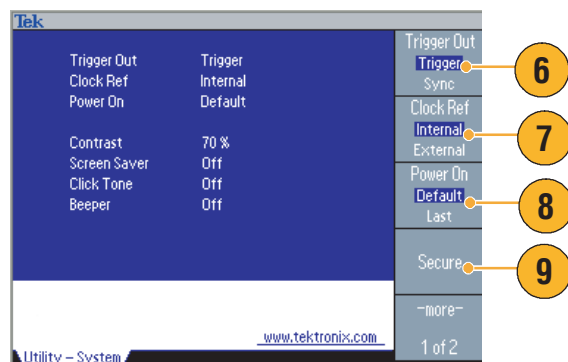 Tek
Trigger Out Trigger
Clock Ref Internal
Power On Default
Contrast 70 %
Screen Saver Off
Click Tone Off
Beeper Off
www.tektronix.com
Utility – System
Trigger Out
Trigger
Sync
Clock Ref
Internal
External
Power On
Default
Last
Secure
-more-
1 of 2
6
7
8
9